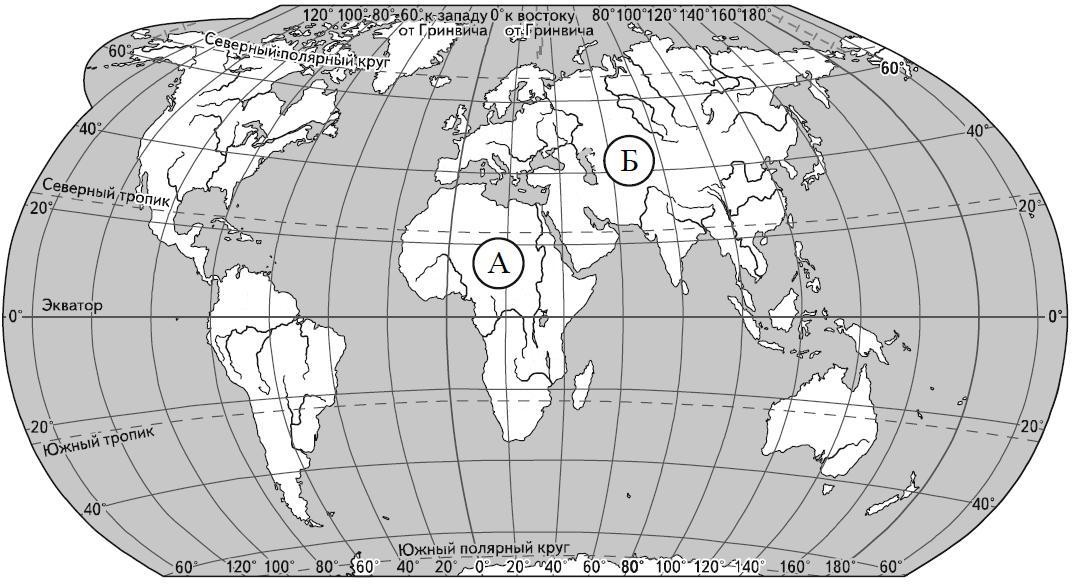 120° 100° 80° 60° к западу 0° к востоку 80° 100° 120° 140° 160° 180°
от Гринвича от Гринвича
60°
Северный полярный круг
60°
40°
40°
Б
Северный тропик
20°
20°
А
Экватор
0°
0°
20°
20°
Южный тропик
40°
40°
Южный полярный круг
60° 120° 100° 80° 60° 40° 20° 0° 20° 40° 60° 80° 100° 120° 140° 180° 60°